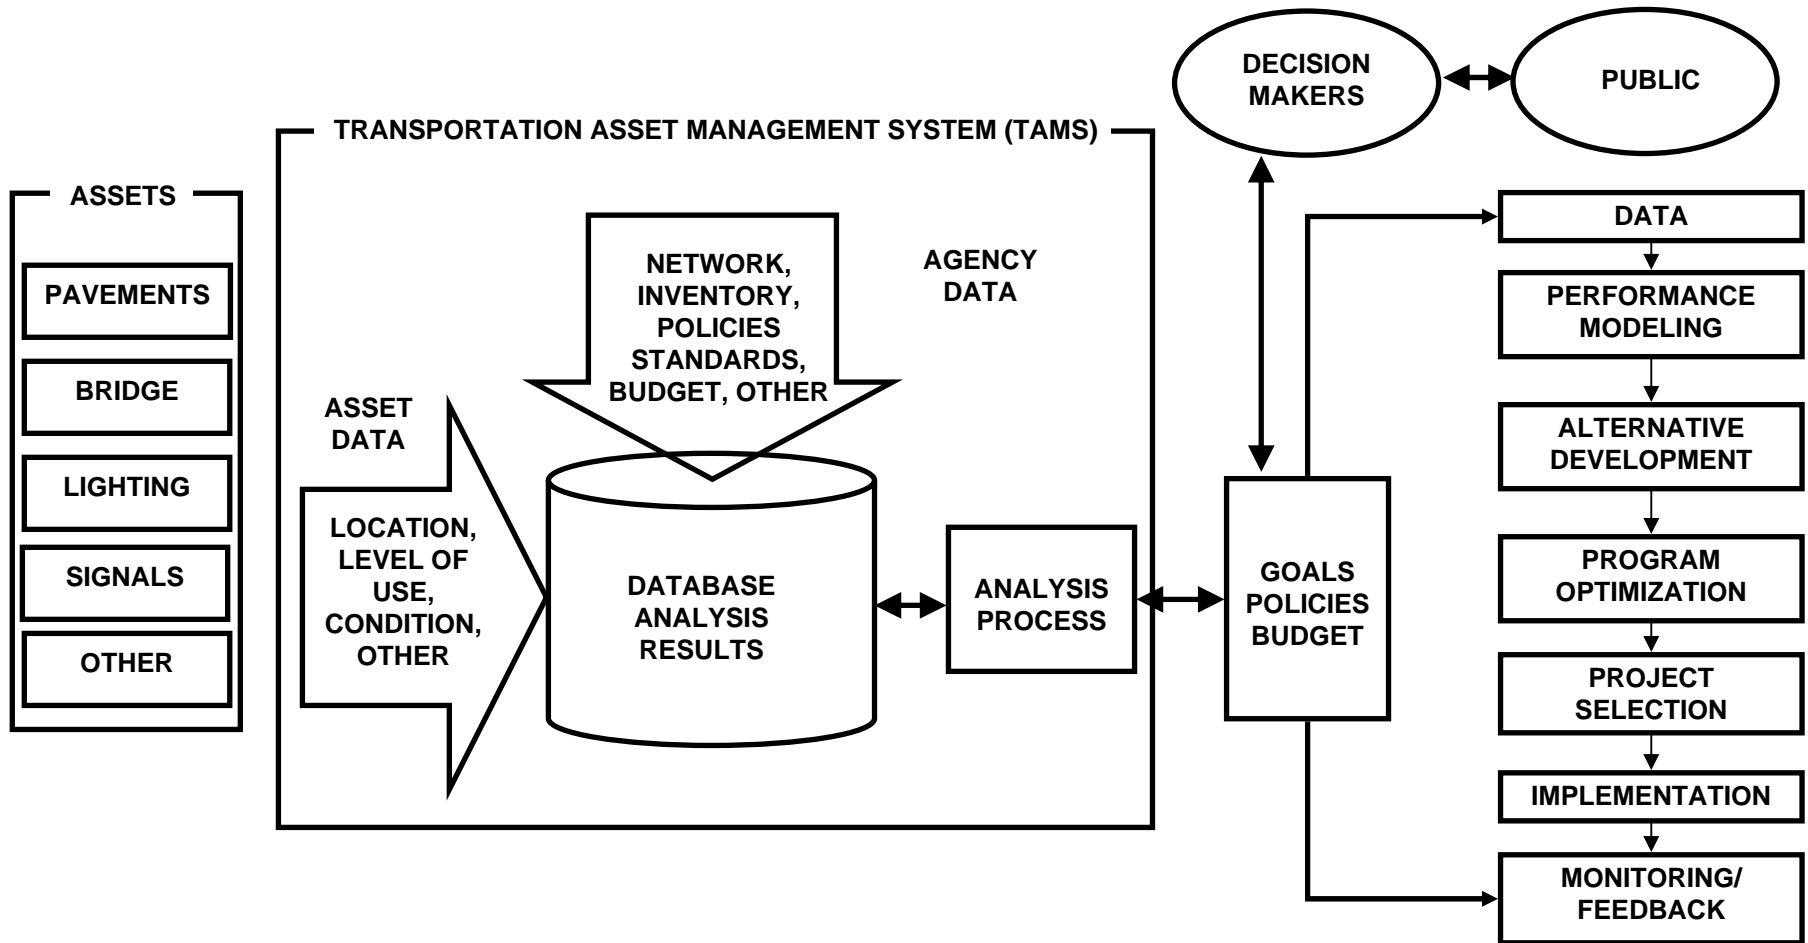 ASSETS
PAVEMENTS
BRIDGE
LIGHTING
SIGNALS
OTHER
TRANSPORTATION ASSET MANAGEMENT SYSTEM (TAMS)
ASSET
DATA
LOCATION,
LEVEL OF
USE,
CONDITION,
OTHER
NETWORK,
INVENTORY,
POLICIES
STANDARDS,
BUDGET, OTHER
AGENCY
DATA
DATABASE
ANALYSIS
RESULTS
ANALYSIS
PROCESS
DECISION
MAKERS
PUBLIC
GOALS
POLICIES
BUDGET
DATA
PERFORMANCE
MODELING
ALTERNATIVE
DEVELOPMENT
PROGRAM
OPTIMIZATION
PROJECT
SELECTION
IMPLEMENTATION
MONITORING/
FEEDBACK